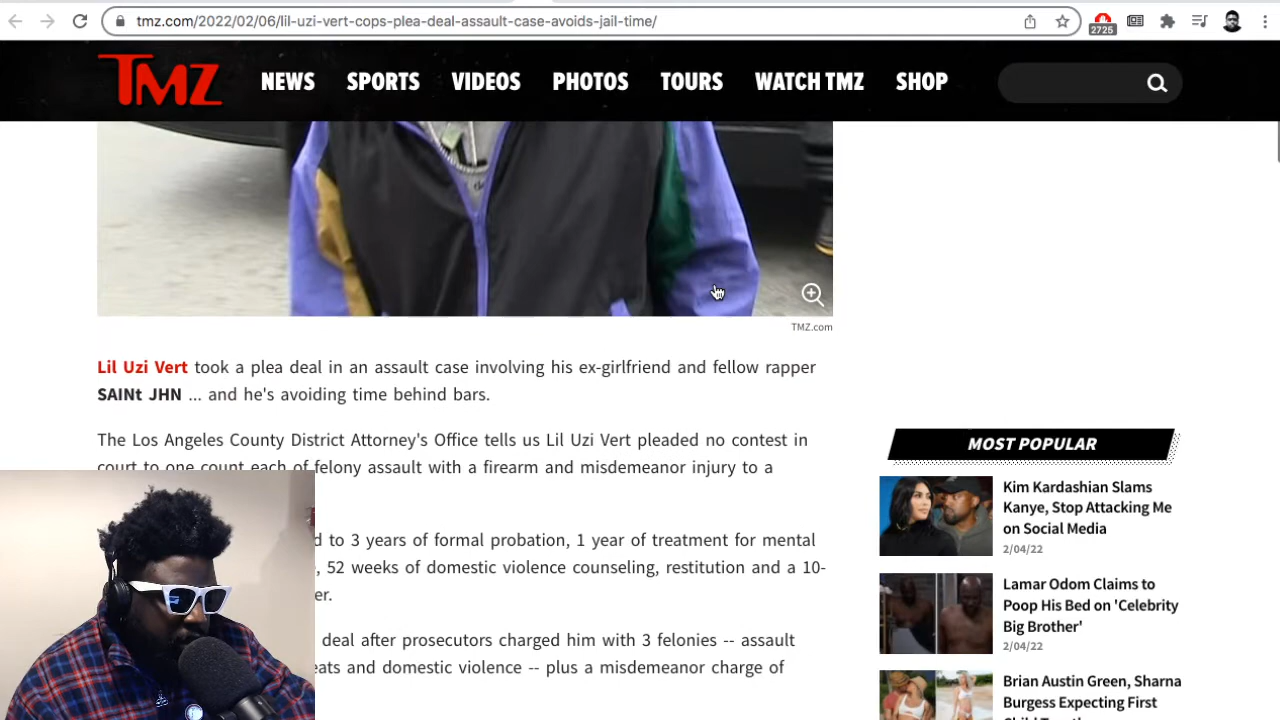 tmz.com/2022/02/06/lil-uzi-vert-cops-plea-deal-assault-case-avoids-jail-time/
2725
TMZ NEWS SPORTS VIDEOS PHOTOS TOURS WATCH TMZ SHOP
TMZ.com
Lil Uzi Vert took a plea deal in an assault case involving his ex-girlfriend and fellow rapper
SAINt JHN ... and he's avoiding time behind bars.
The Los Angeles County District Attorney's Office tells us Lil Uzi Vert pleaded no contest in
court to one count each of felony assault with a firearm and misdemeanor injury to a
d to 3 years of formal probation, 1 year of treatment for mental
, 52 weeks of domestic violence counseling, restitution and a 10-
er.
deal after prosecutors charged him with 3 felonies -- assault
eats and domestic violence -- plus a misdemeanor charge of
MOST POPULAR
Kim Kardashian Slams
Kanye, Stop Attacking Me
on Social Media
2/04/22
Lamar Odom Claims to
Poop His Bed on 'Celebrity
Big Brother'
2/04/22
Brian Austin Green, Sharna
Burgess Expecting First